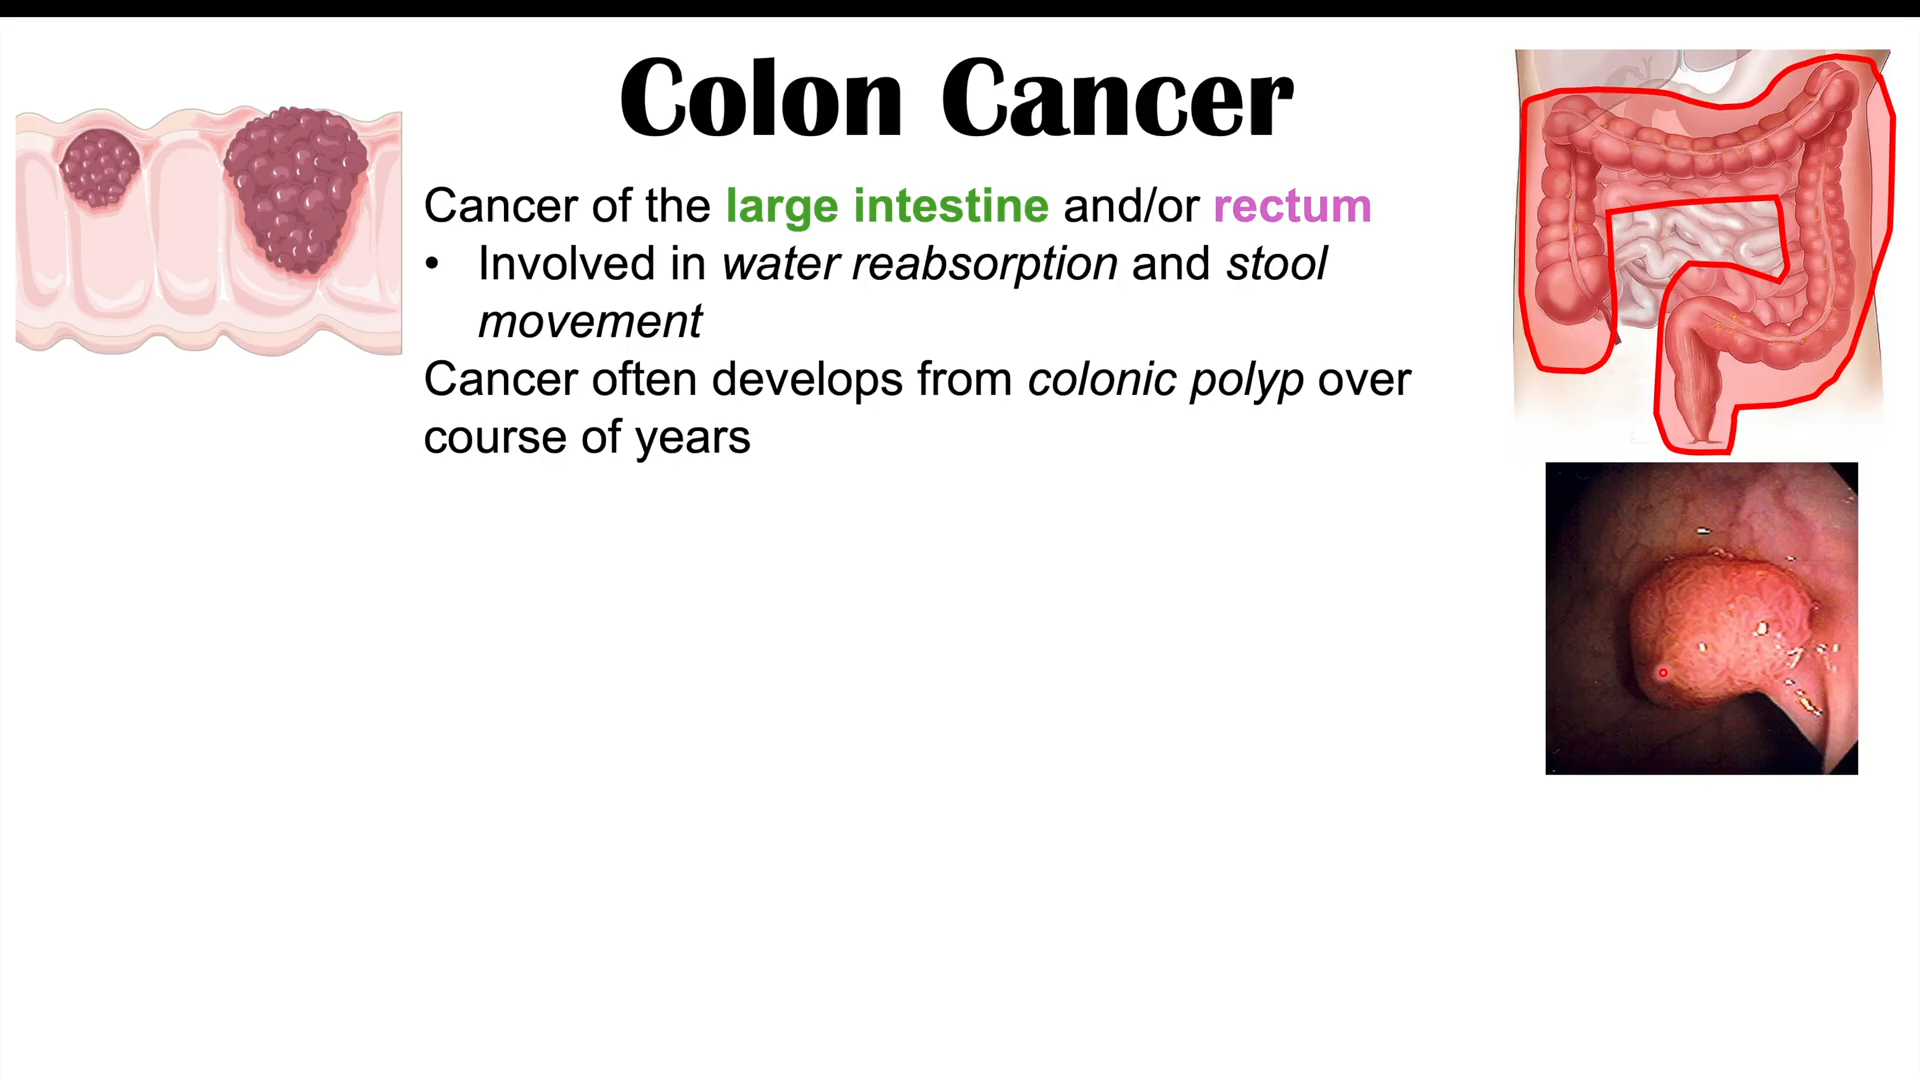 Colon Cancer
Cancer of the large intestine and/or rectum
• Involved in water reabsorption and stool
movement
Cancer often develops from colonic polyp over
course of years